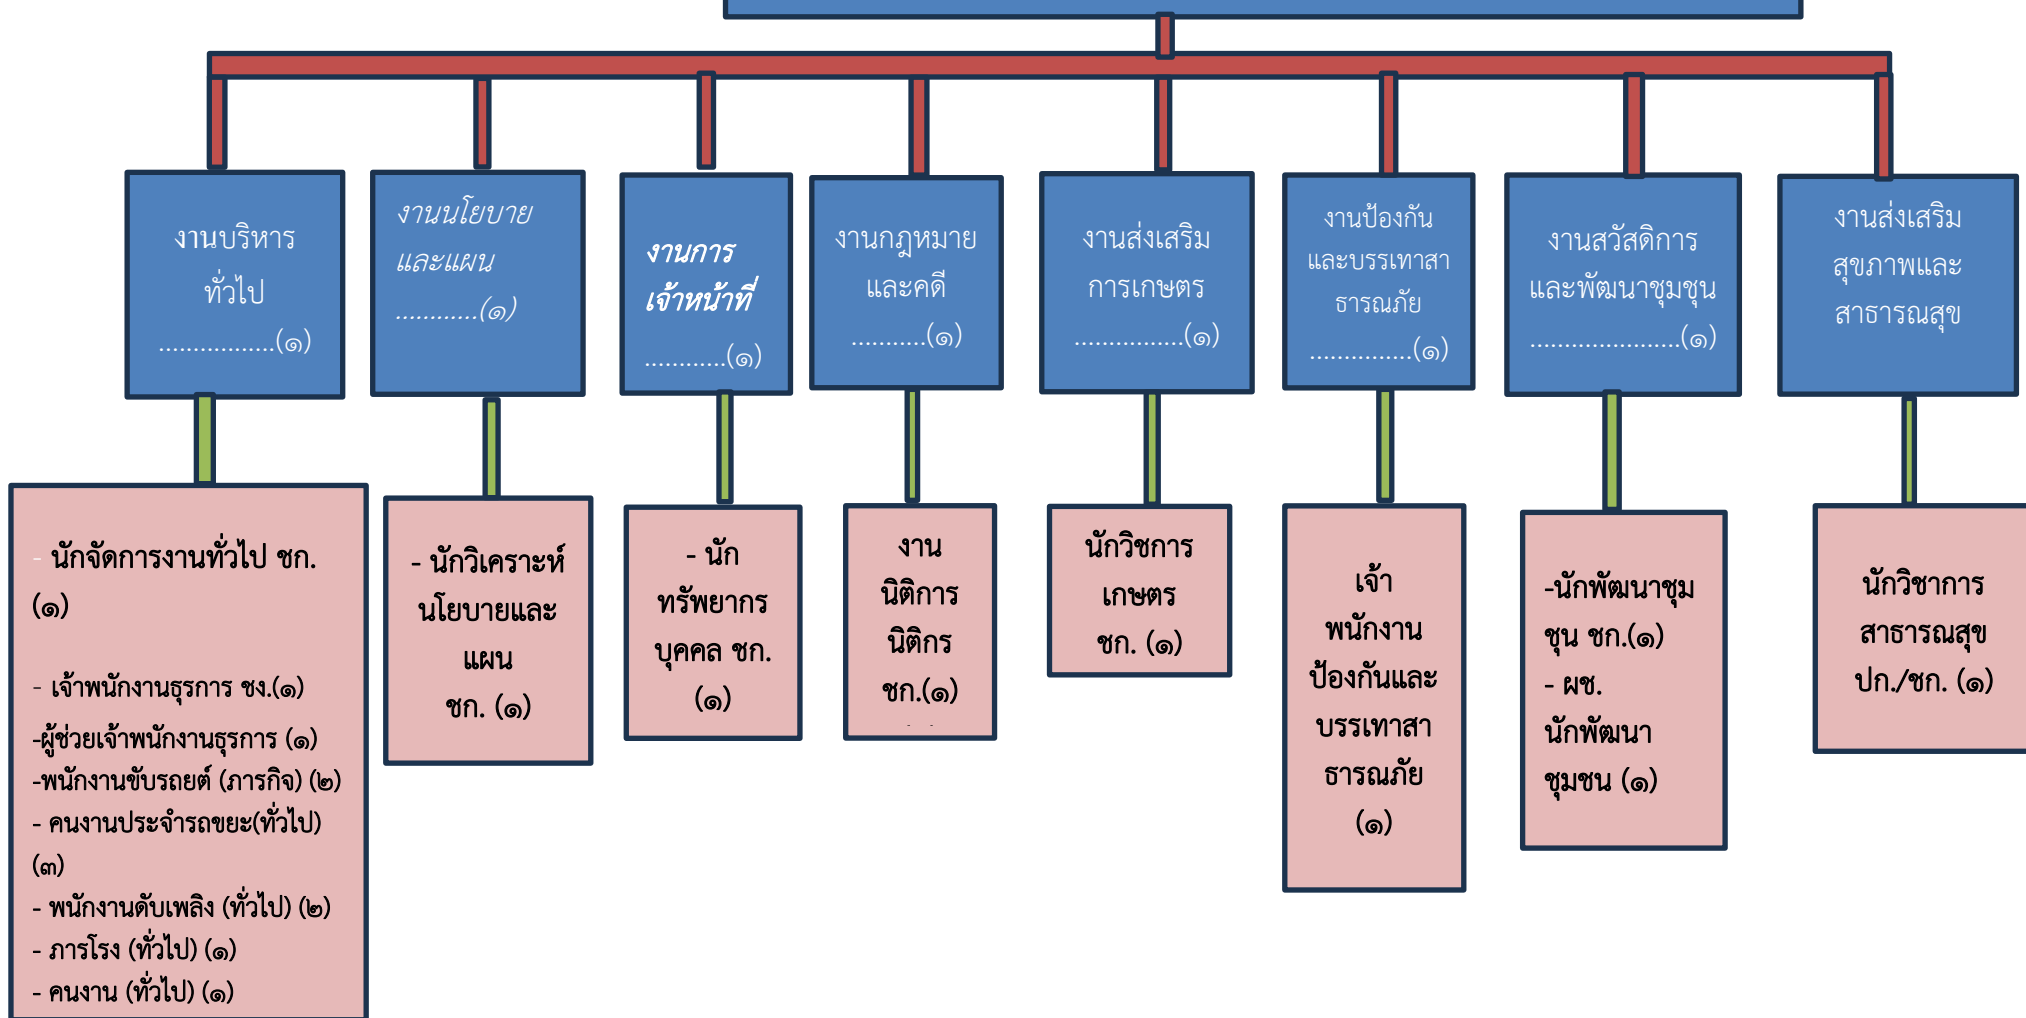 งานบริหาร
ทั่วไป
................(๑)
งานนโยบาย
และแผน
............(๑)
งานการ
เจ้าหน้าที่
............(๑)
งานกฎหมาย
และคดี
...........(๑)
งานส่งเสริม
การเกษตร
................(๑)
งานป้องกัน
และบรรเทาสา
ธารณภัย
...............(๑)
งานสวัสดิการ
และพัฒนาชุมชุน
......................(๑)
งานส่งเสริม
สุขภาพและ
สาธารณสุข
- นักจัดการงานทั่วไป ชก.
(๑)
- เจ้าพนักงานธุรการ ชง.(๑)
-ผู้ช่วยเจ้าพนักงานธุรการ (๑)
-พนักงานขับรถยต์ (ภารกิจ) (๒)
- คนงานประจำรถขยะ(ทั่วไป)
(๓)
- พนักงานดับเพลิง (ทั่วไป) (๒)
- ภารโรง (ทั่วไป) (๑)
- คนงาน (ทั่วไป) (๑)
- นักวิเคราะห์
นโยบายและ
แผน
ชก. (๑)
- นัก
ทรัพยากร
บุคคล ชก.
(๑)
งาน
นิติการ
นิติกร
ชก.(๑)
นักวิชการ
เกษตร
ชก. (๑)
เจ้า
พนักงาน
ป้องกันและ
บรรเทาสา
ธารณภัย
(๑)
-นักพัฒนาชุม
ชุน ชก.(๑)
- ผช.
นักพัฒนา
ชุมชน (๑)
นักวิชาการ
สาธารณสุข
ปก./ชก. (๑)